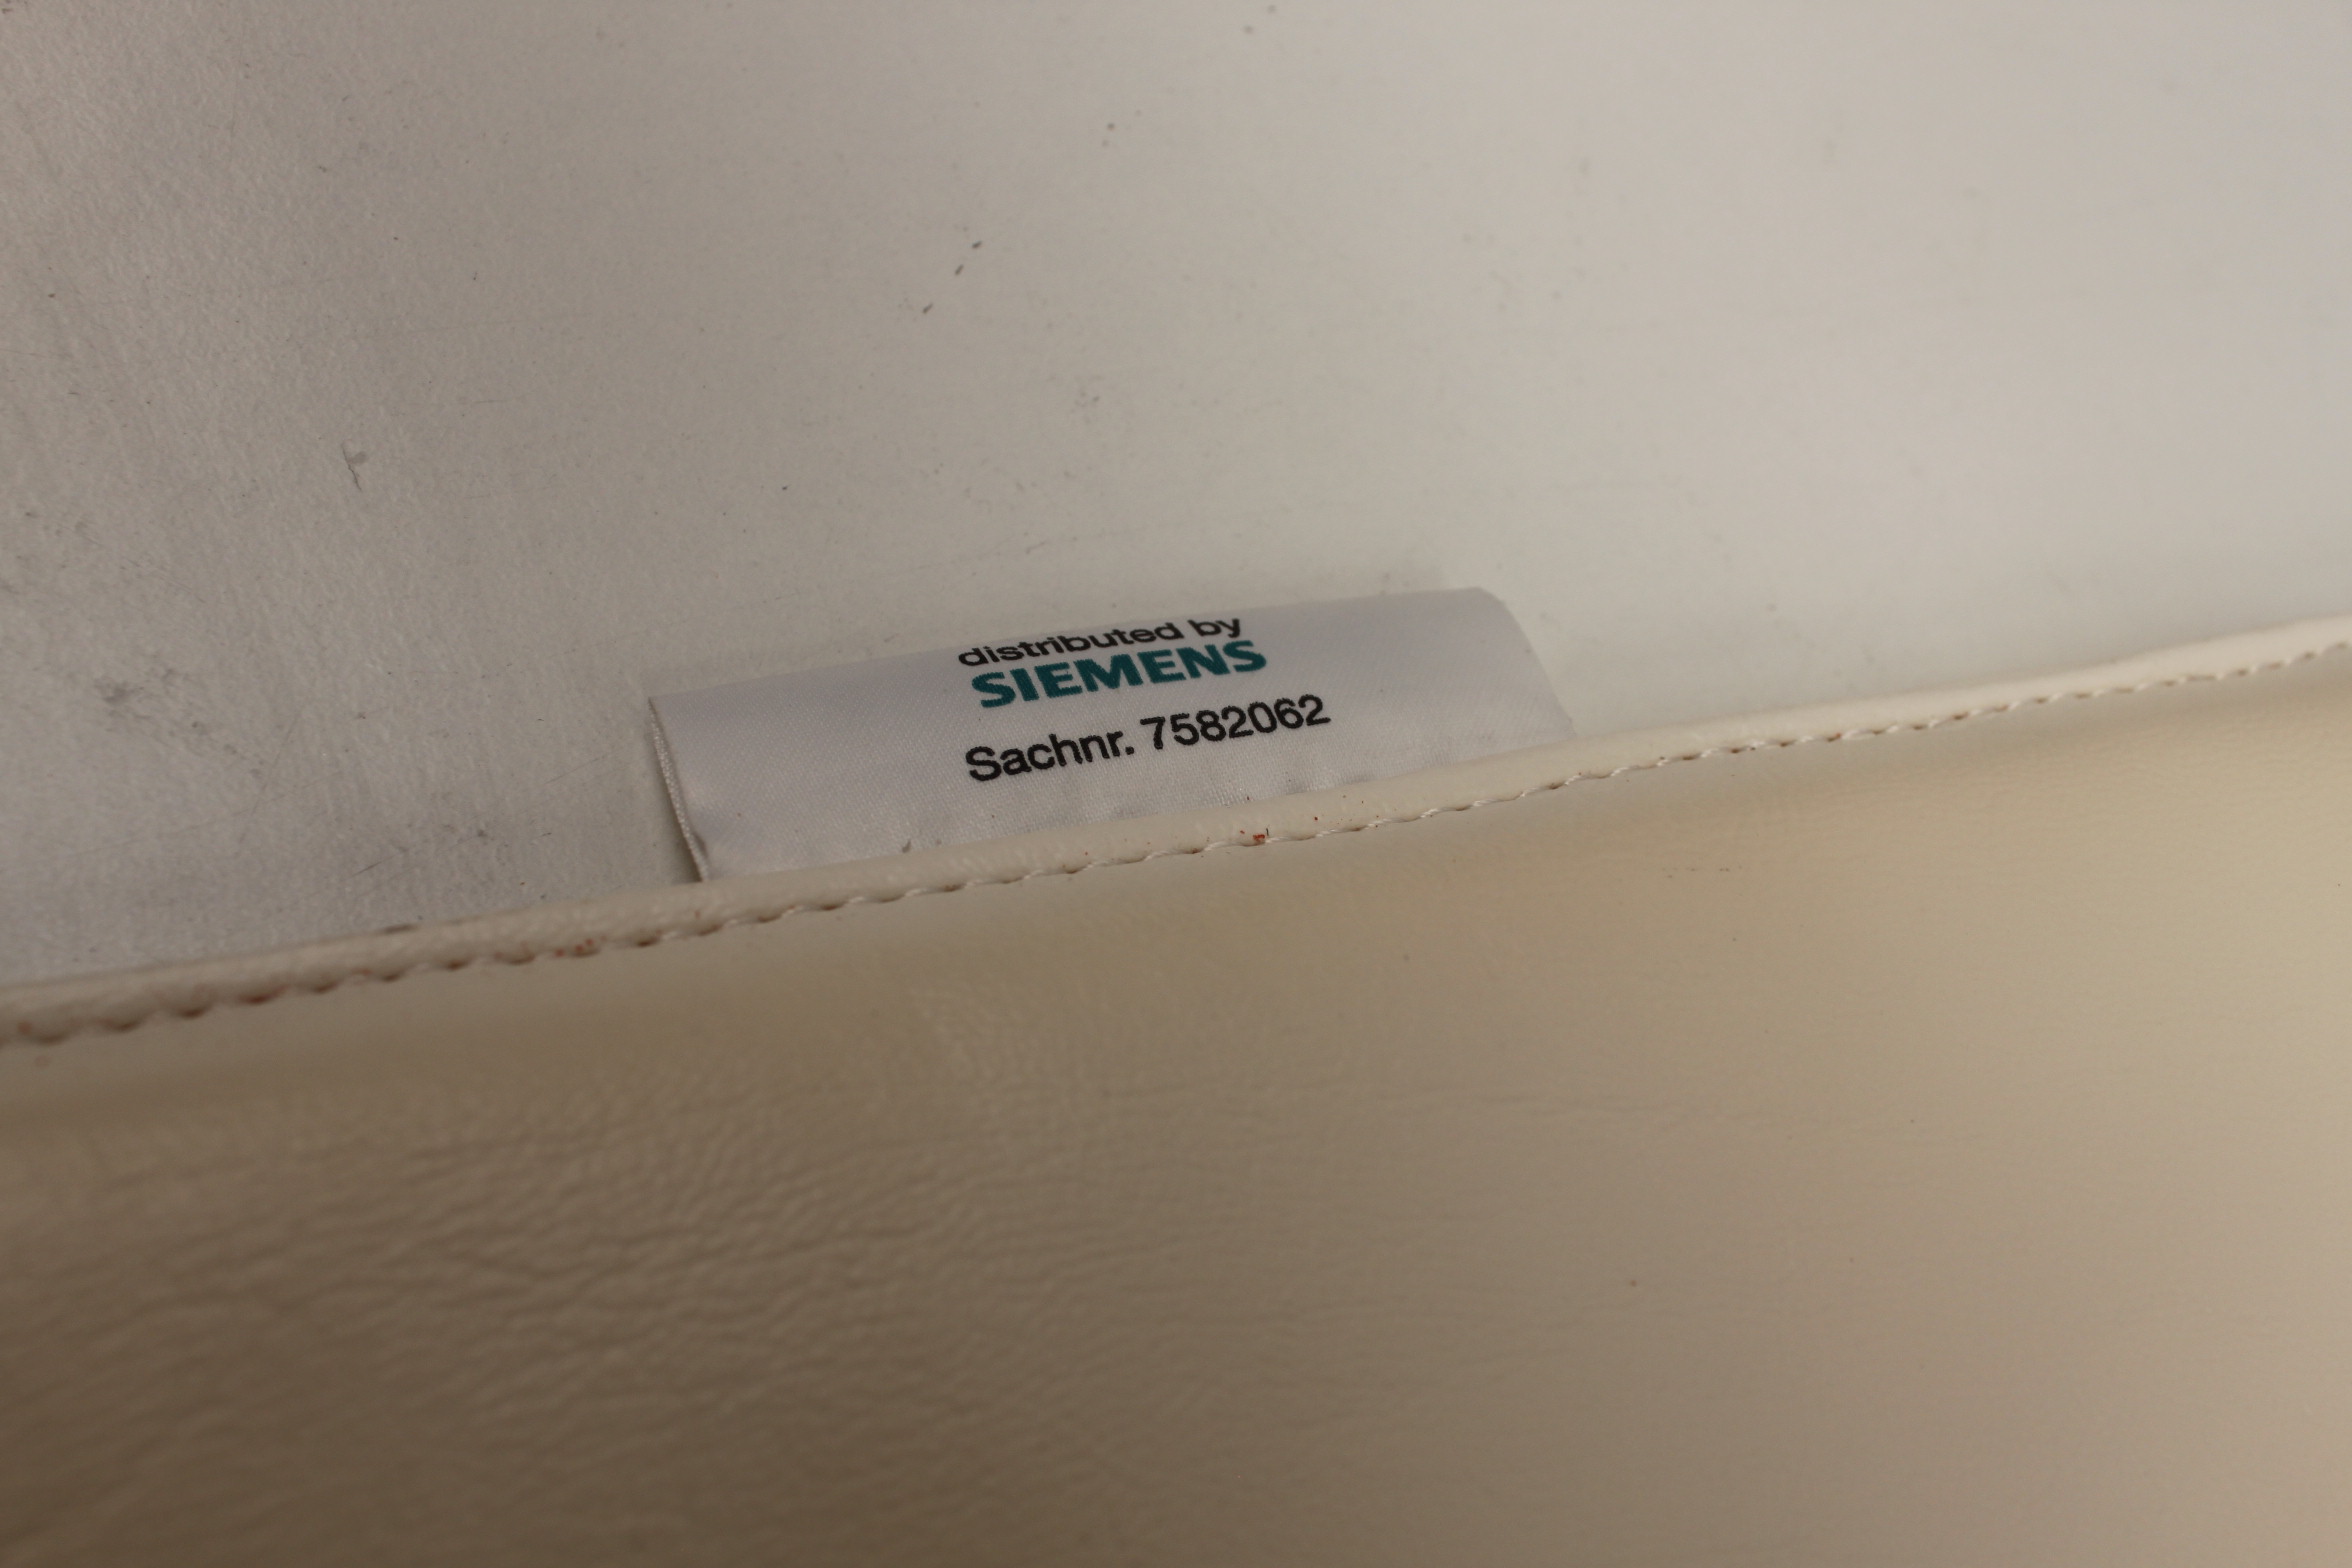 distributed by
SIEMENS
Sachnr. 7582062